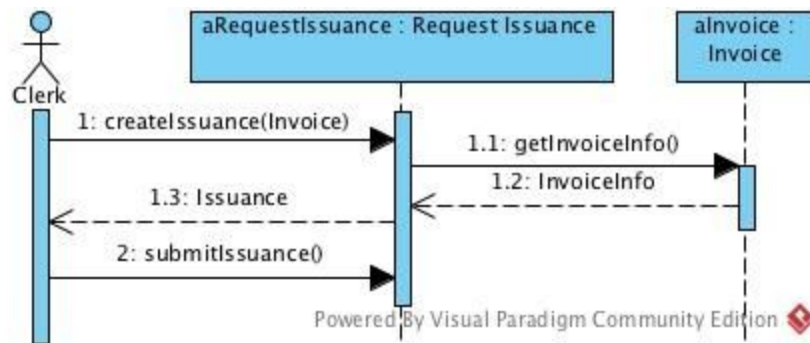 aRequestIssuance : Request Issuance
aInvoice :
Invoice
Clerk
1: createIssuance(Invoice)
1.1: getInvoiceInfo()
1.2: InvoiceInfo
1.3: Issuance
2: submitIssuance()
Powered By Visual Paradigm Community Edition